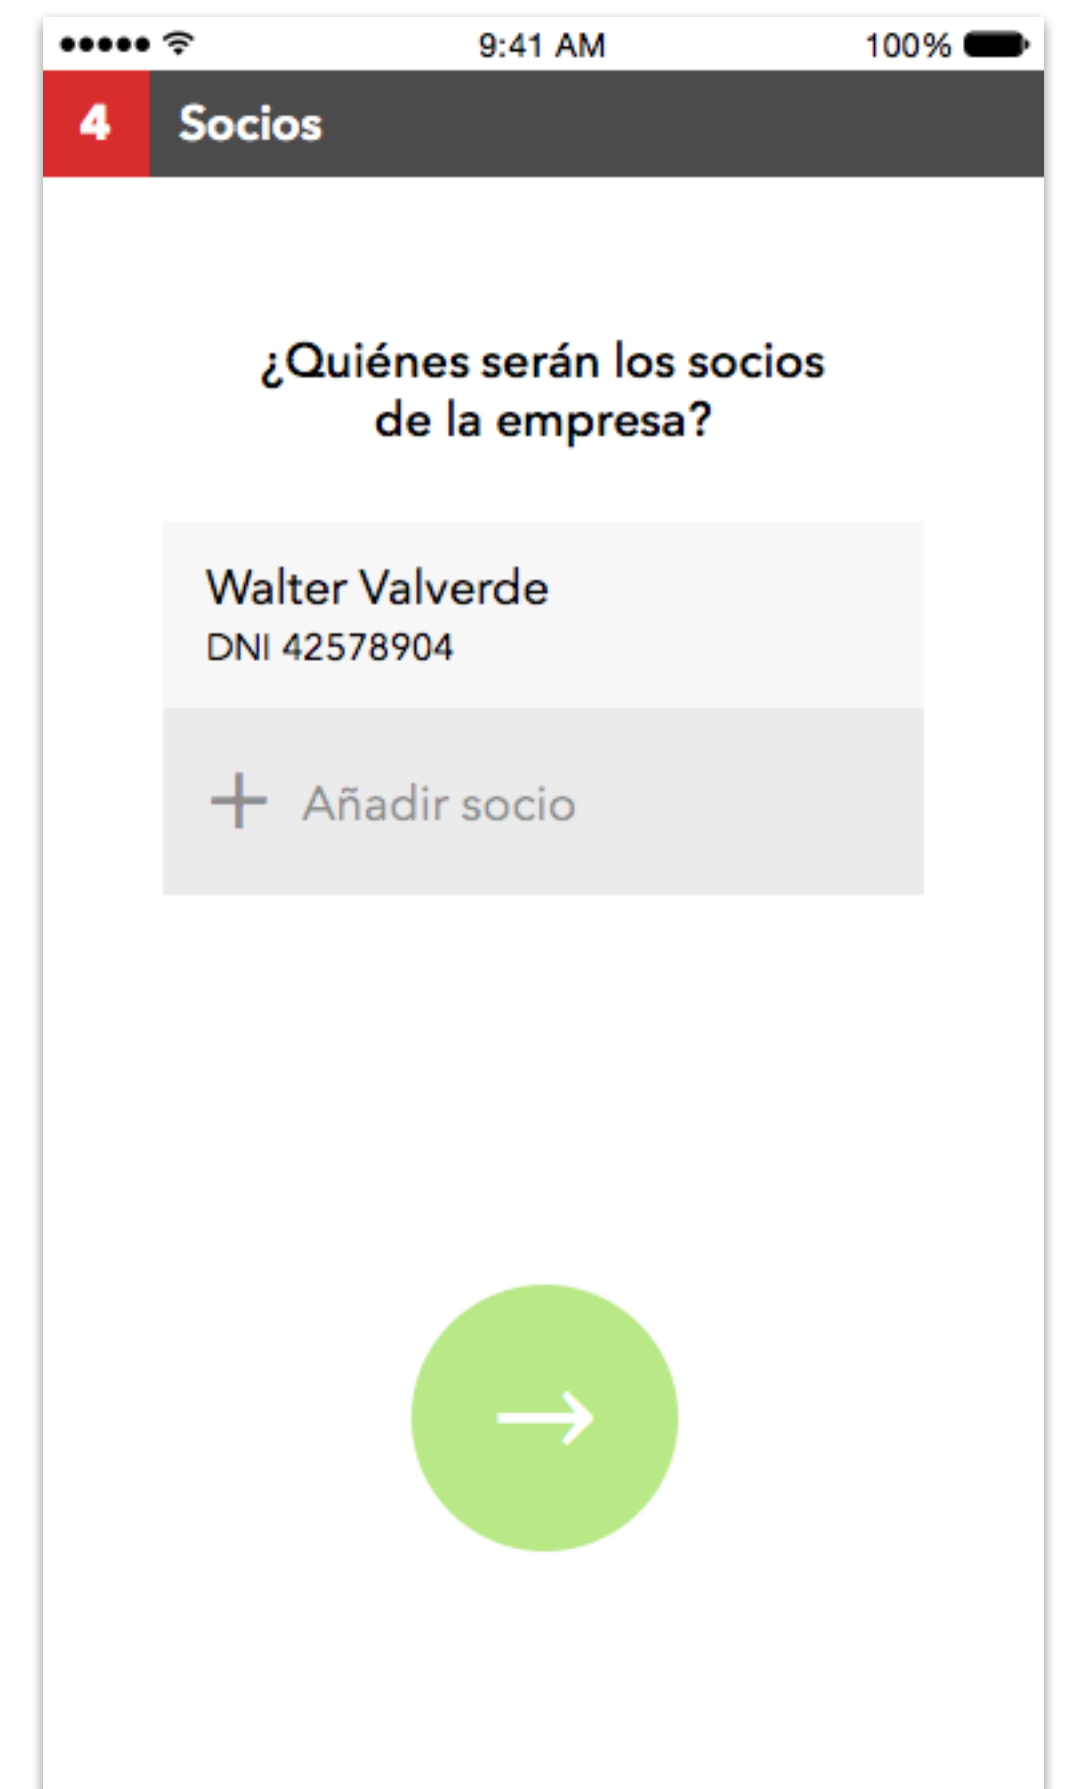 9:41 AM
100%
4 Socios
¿Quiénes serán los socios
de la empresa?
Walter Valverde
DNI 42578904
+ Añadir socio
→